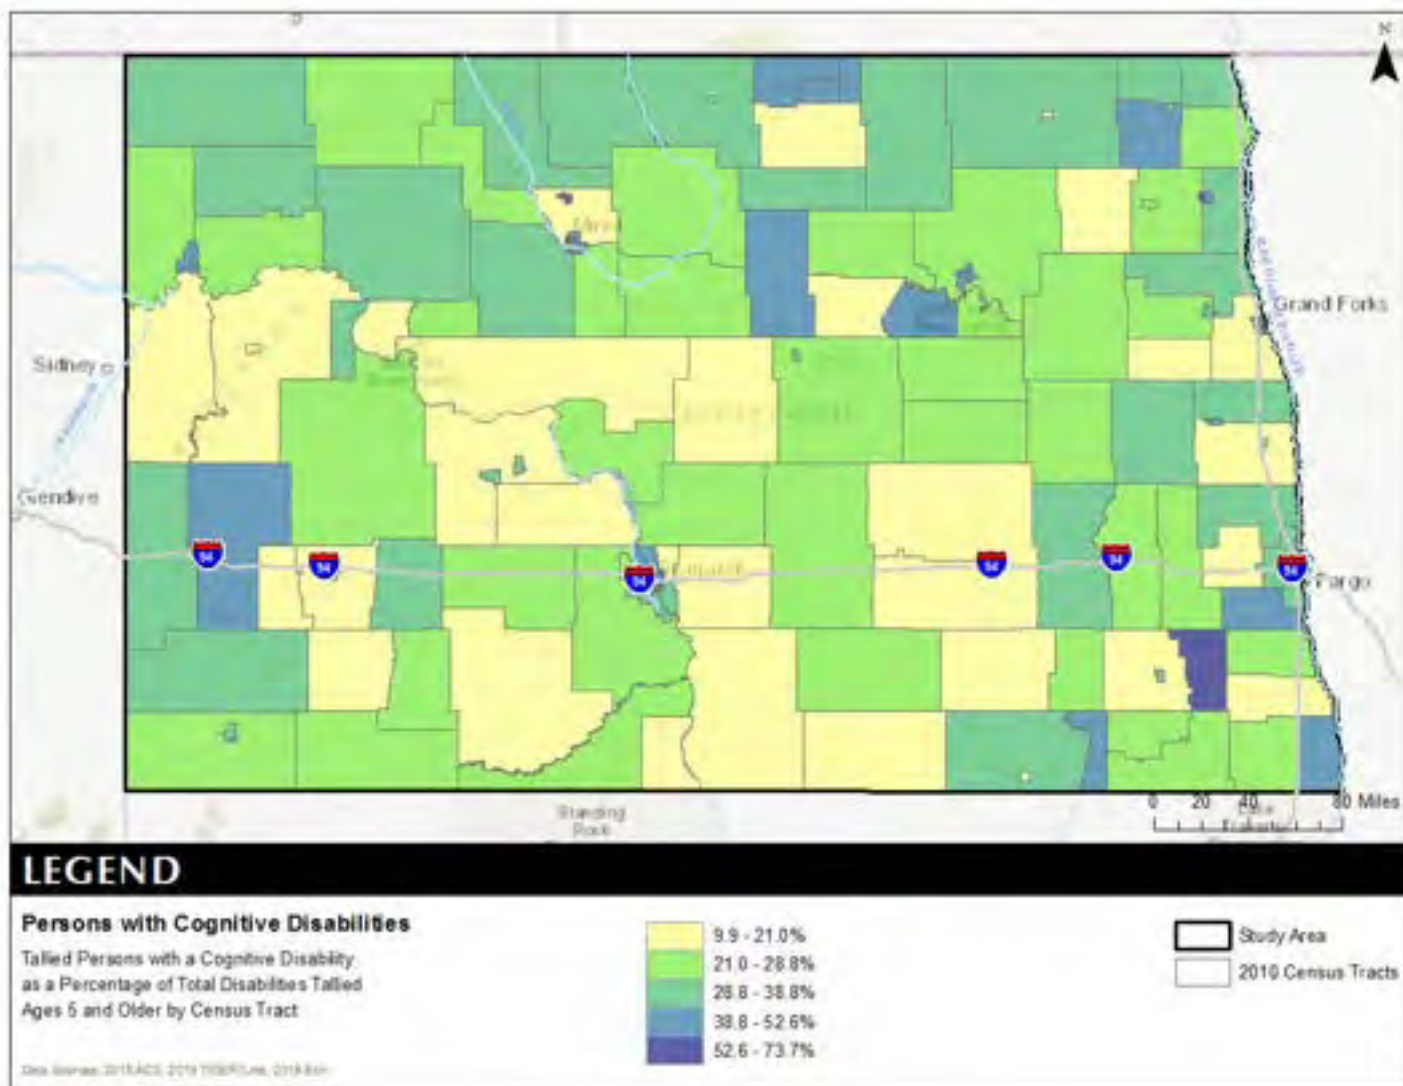 N
Grand Forks
Sidney
Glendive
94
94
94
94
94
Fargo
Standing
Rock
0 20 40 80 Miles
LEGEND
Persons with Cognitive Disabilities
Tallied Persons with a Cognitive Disability
as a Percentage of Total Disabilities Tallied
Ages 5 and Older by Census Tract
9.9 - 21.0%
21.0 - 28.8%
28.8 - 38.8%
38.8 - 52.6%
52.6 - 73.7%
Study Area
2010 Census Tracts